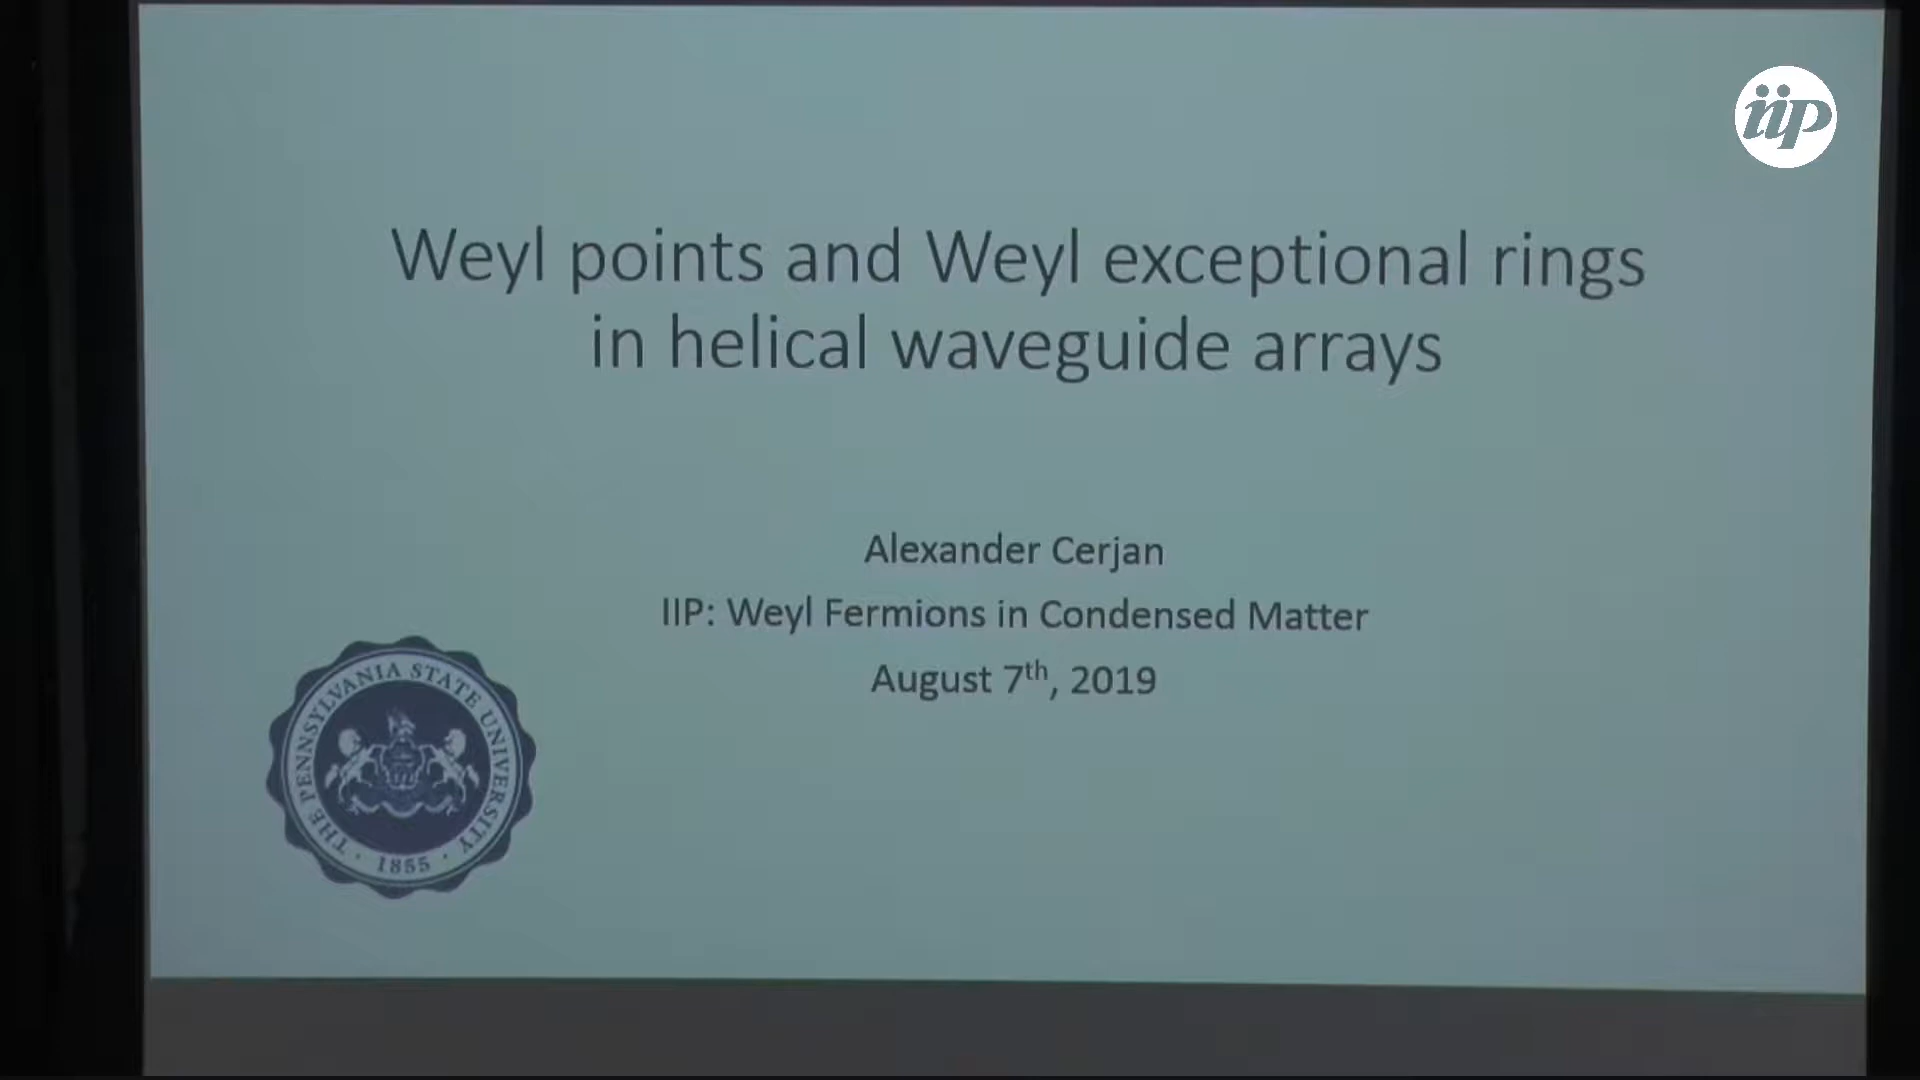 iip
Weyl points and Weyl exceptional rings
in helical waveguide arrays
Alexander Cerjan
IIP: Weyl Fermions in Condensed Matter
August 7th, 2019
THE PENNSYLVANIA STATE UNIVERSITY
1855